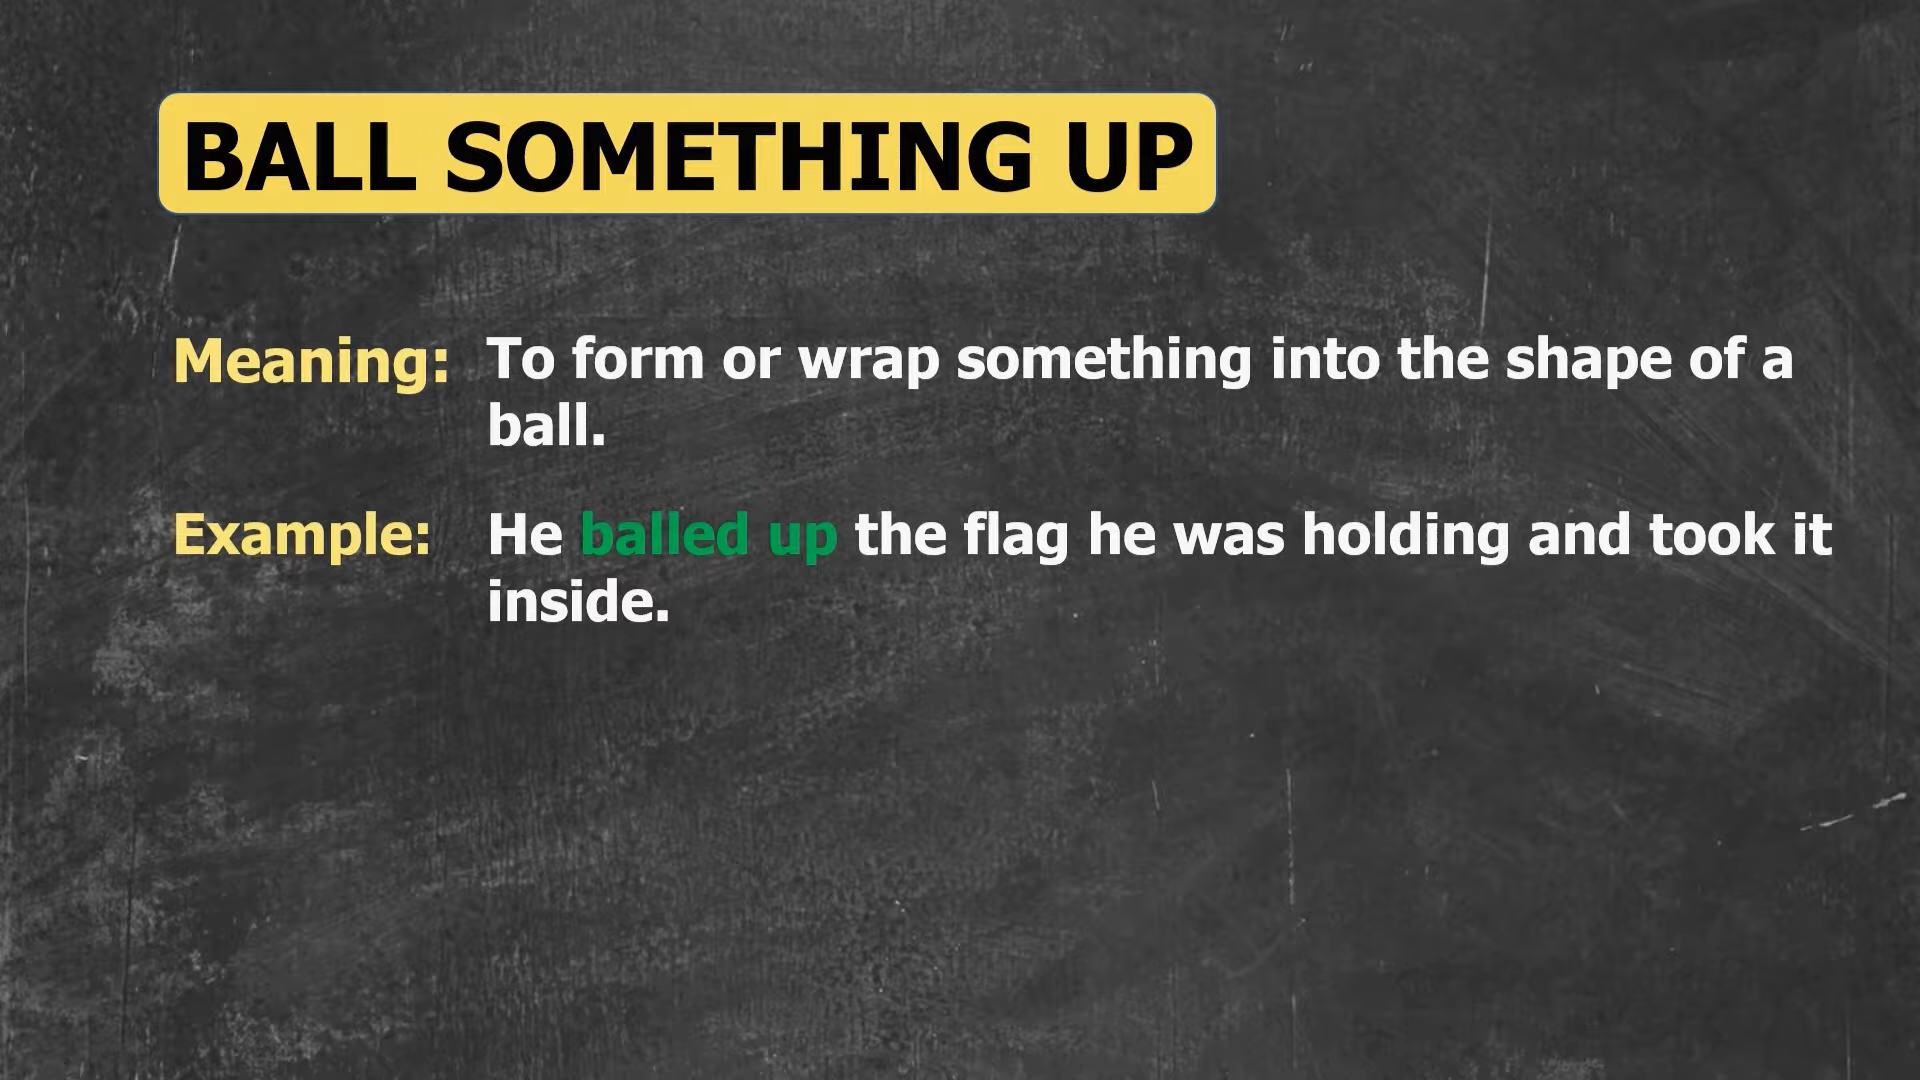 BALL SOMETHING UP
Meaning: To form or wrap something into the shape of a
ball.
Example: He balled up the flag he was holding and took it
inside.